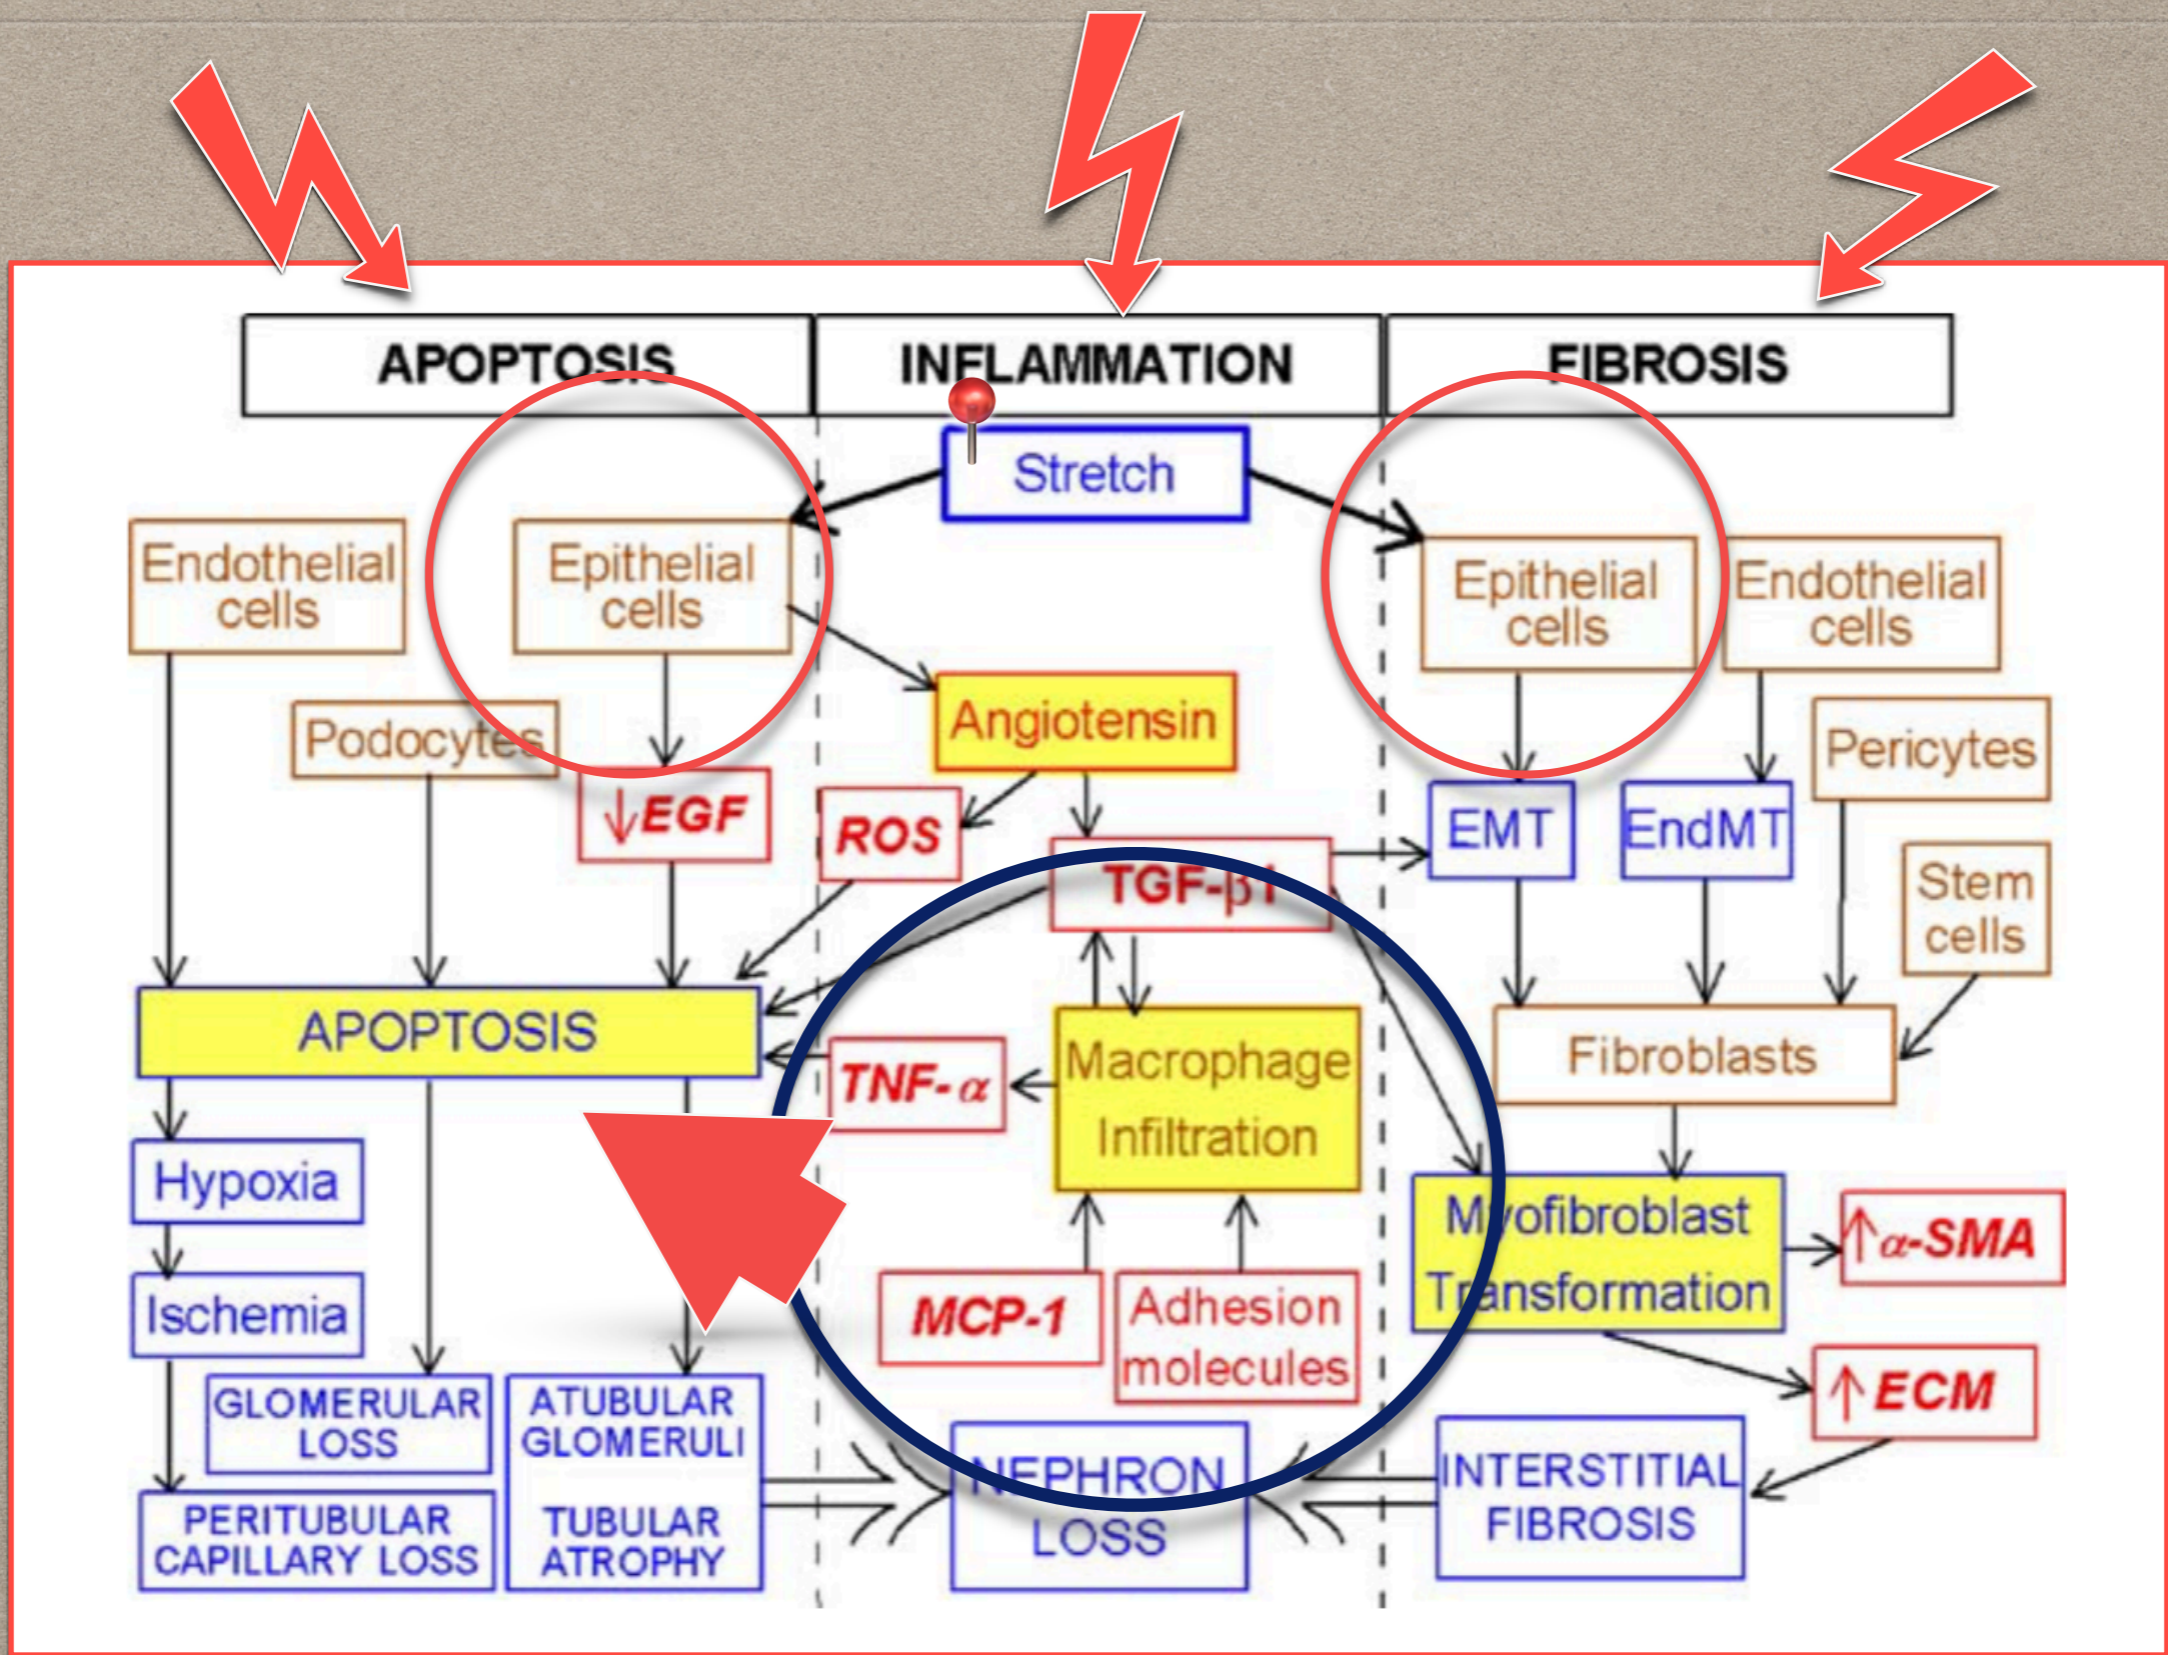 APOPTOSIS
INFLAMMATION
FIBROSIS
Stretch
Endothelial
cells
Epithelial
cells
Epithelial
cells
Endothelial
cells
Podocytes
Angiotensin
Pericytes
↓EGF
ROS
TGF-β1
EMT
EndMT
Stem
cells
APOPTOSIS
TNF-α
Macrophage
Infiltration
Fibroblasts
Hypoxia
Myofibroblast
Transformation
↑α-SMA
Ischemia
MCP-1
Adhesion
molecules
↑ECM
GLOMERULAR
LOSS
ATUBULAR
GLOMERULI
TUBULAR
ATROPHY
PERITUBULAR
CAPILLARY LOSS
NEPHRON
LOSS
INTERSTITIAL
FIBROSIS